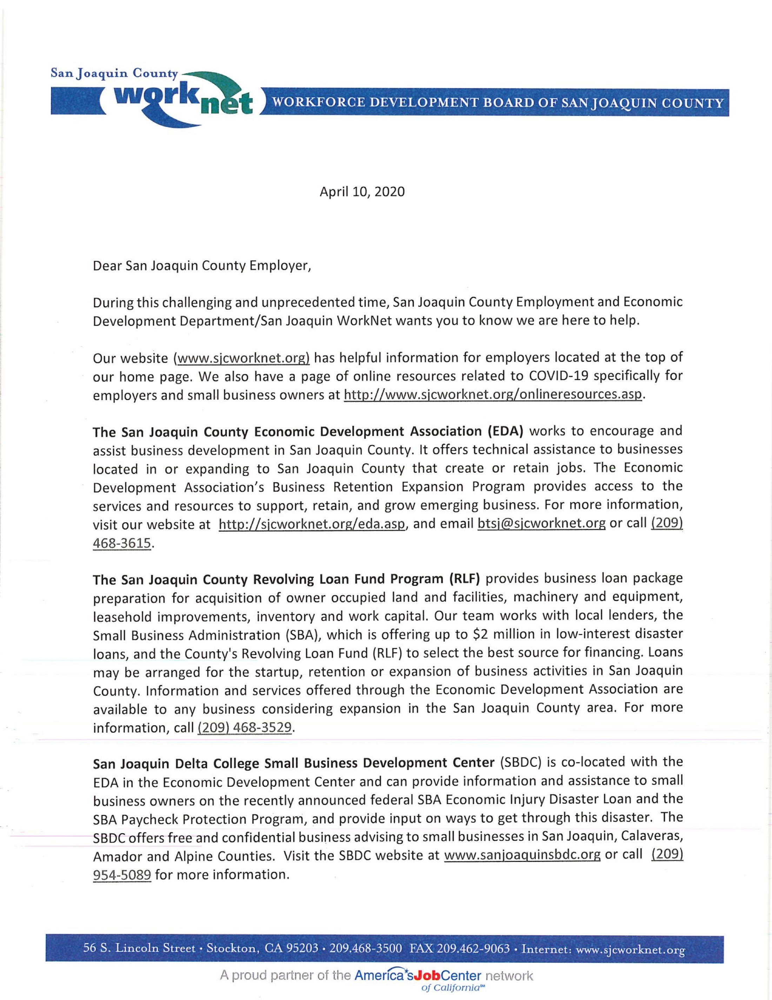 San Joaquin County
worknet
WORKFORCE DEVELOPMENT BOARD OF SAN JOAQUIN COUNTY
April 10, 2020
Dear San Joaquin County Employer,
During this challenging and unprecedented time, San Joaquin County Employment and Economic
Development Department/San Joaquin WorkNet wants you to know we are here to help.
Our website (www.sjcworknet.org) has helpful information for employers located at the top of
our home page. We also have a page of online resources related to COVID-19 specifically for
employers and small business owners at http://www.sjcworknet.org/onlineresources.asp.
The San Joaquin County Economic Development Association (EDA) works to encourage and
assist business development in San Joaquin County. It offers technical assistance to businesses
located in or expanding to San Joaquin County that create or retain jobs. The Economic
Development Association's Business Retention Expansion Program provides access to the
services and resources to support, retain, and grow emerging business. For more information,
visit our website at http://sjcworknet.org/eda.asp, and email btsj@sjcworknet.org or call (209)
468-3615.
The San Joaquin County Revolving Loan Fund Program (RLF) provides business loan package
preparation for acquisition of owner occupied land and facilities, machinery and equipment,
leasehold improvements, inventory and work capital. Our team works with local lenders, the
Small Business Administration (SBA), which is offering up to $2 million in low-interest disaster
loans, and the County's Revolving Loan Fund (RLF) to select the best source for financing. Loans
may be arranged for the startup, retention or expansion of business activities in San Joaquin
County. Information and services offered through the Economic Development Association are
available to any business considering expansion in the San Joaquin County area. For more
information, call (209) 468-3529.
San Joaquin Delta College Small Business Development Center (SBDC) is co-located with the
EDA in the Economic Development Center and can provide information and assistance to small
business owners on the recently announced federal SBA Economic Injury Disaster Loan and the
SBA Paycheck Protection Program, and provide input on ways to get through this disaster. The
SBDC offers free and confidential business advising to small businesses in San Joaquin, Calaveras,
Amador and Alpine Counties. Visit the SBDC website at www.sanjoaquinsbdc.org or call (209)
954-5089 for more information.
56 S. Lincoln Street • Stockton, CA 95203 • 209.468-3500 FAX 209.462-9063 • Internet: www.sjcworknet.org
A proud partner of the America'sJobCenter network
of California℠